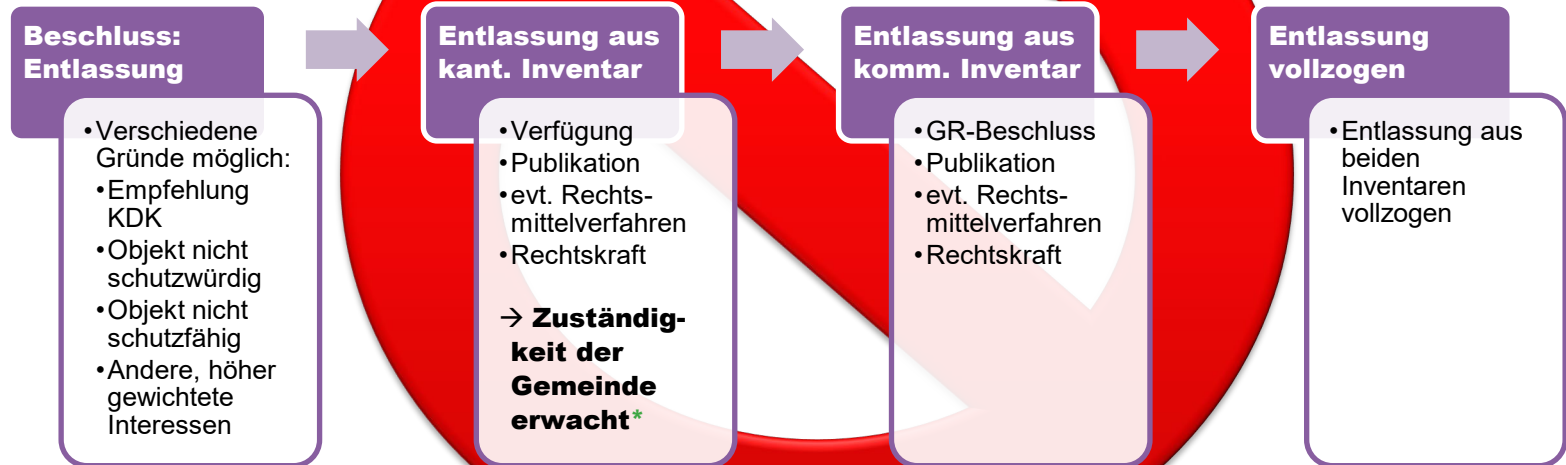 Beschluss:
Entlassung
•Verschiedene
Gründe möglich:
•Empfehlung
KDK
•Objekt nicht
schutzwürdig
•Objekt nicht
schutzfähig
•Andere, höher
gewichtete
Interessen
Entlassung aus
kant. Inventar
•Verfügung
•Publikation
•evt. Rechts-
mittelverfahren
•Rechtskraft
→ Zuständig-
keit der
Gemeinde
erwacht*
Entlassung aus
komm. Inventar
•GR-Beschluss
•Publikation
•evt. Rechts-
mittelverfahren
•Rechtskraft
Entlassung
vollzogen
•Entlassung aus
beiden
Inventaren
vollzogen